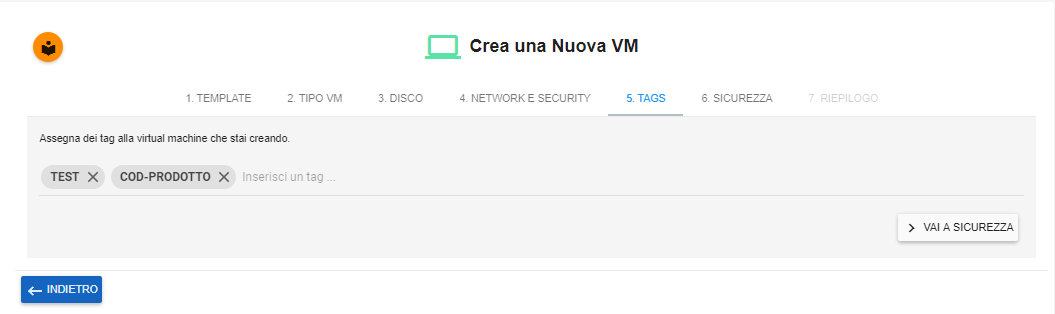 Crea una Nuova VM
1. TEMPLATE 2. TIPO VM 3. DISCO 4. NETWORK E SECURITY 5. TAGS 6. SICUREZZA 7. RIEPILOGO
Assegna dei tag alla virtual machine che stai creando.
TEST COD-PRODOTTO Inserisci un tag ...
VAI A SICUREZZA
INDIETRO